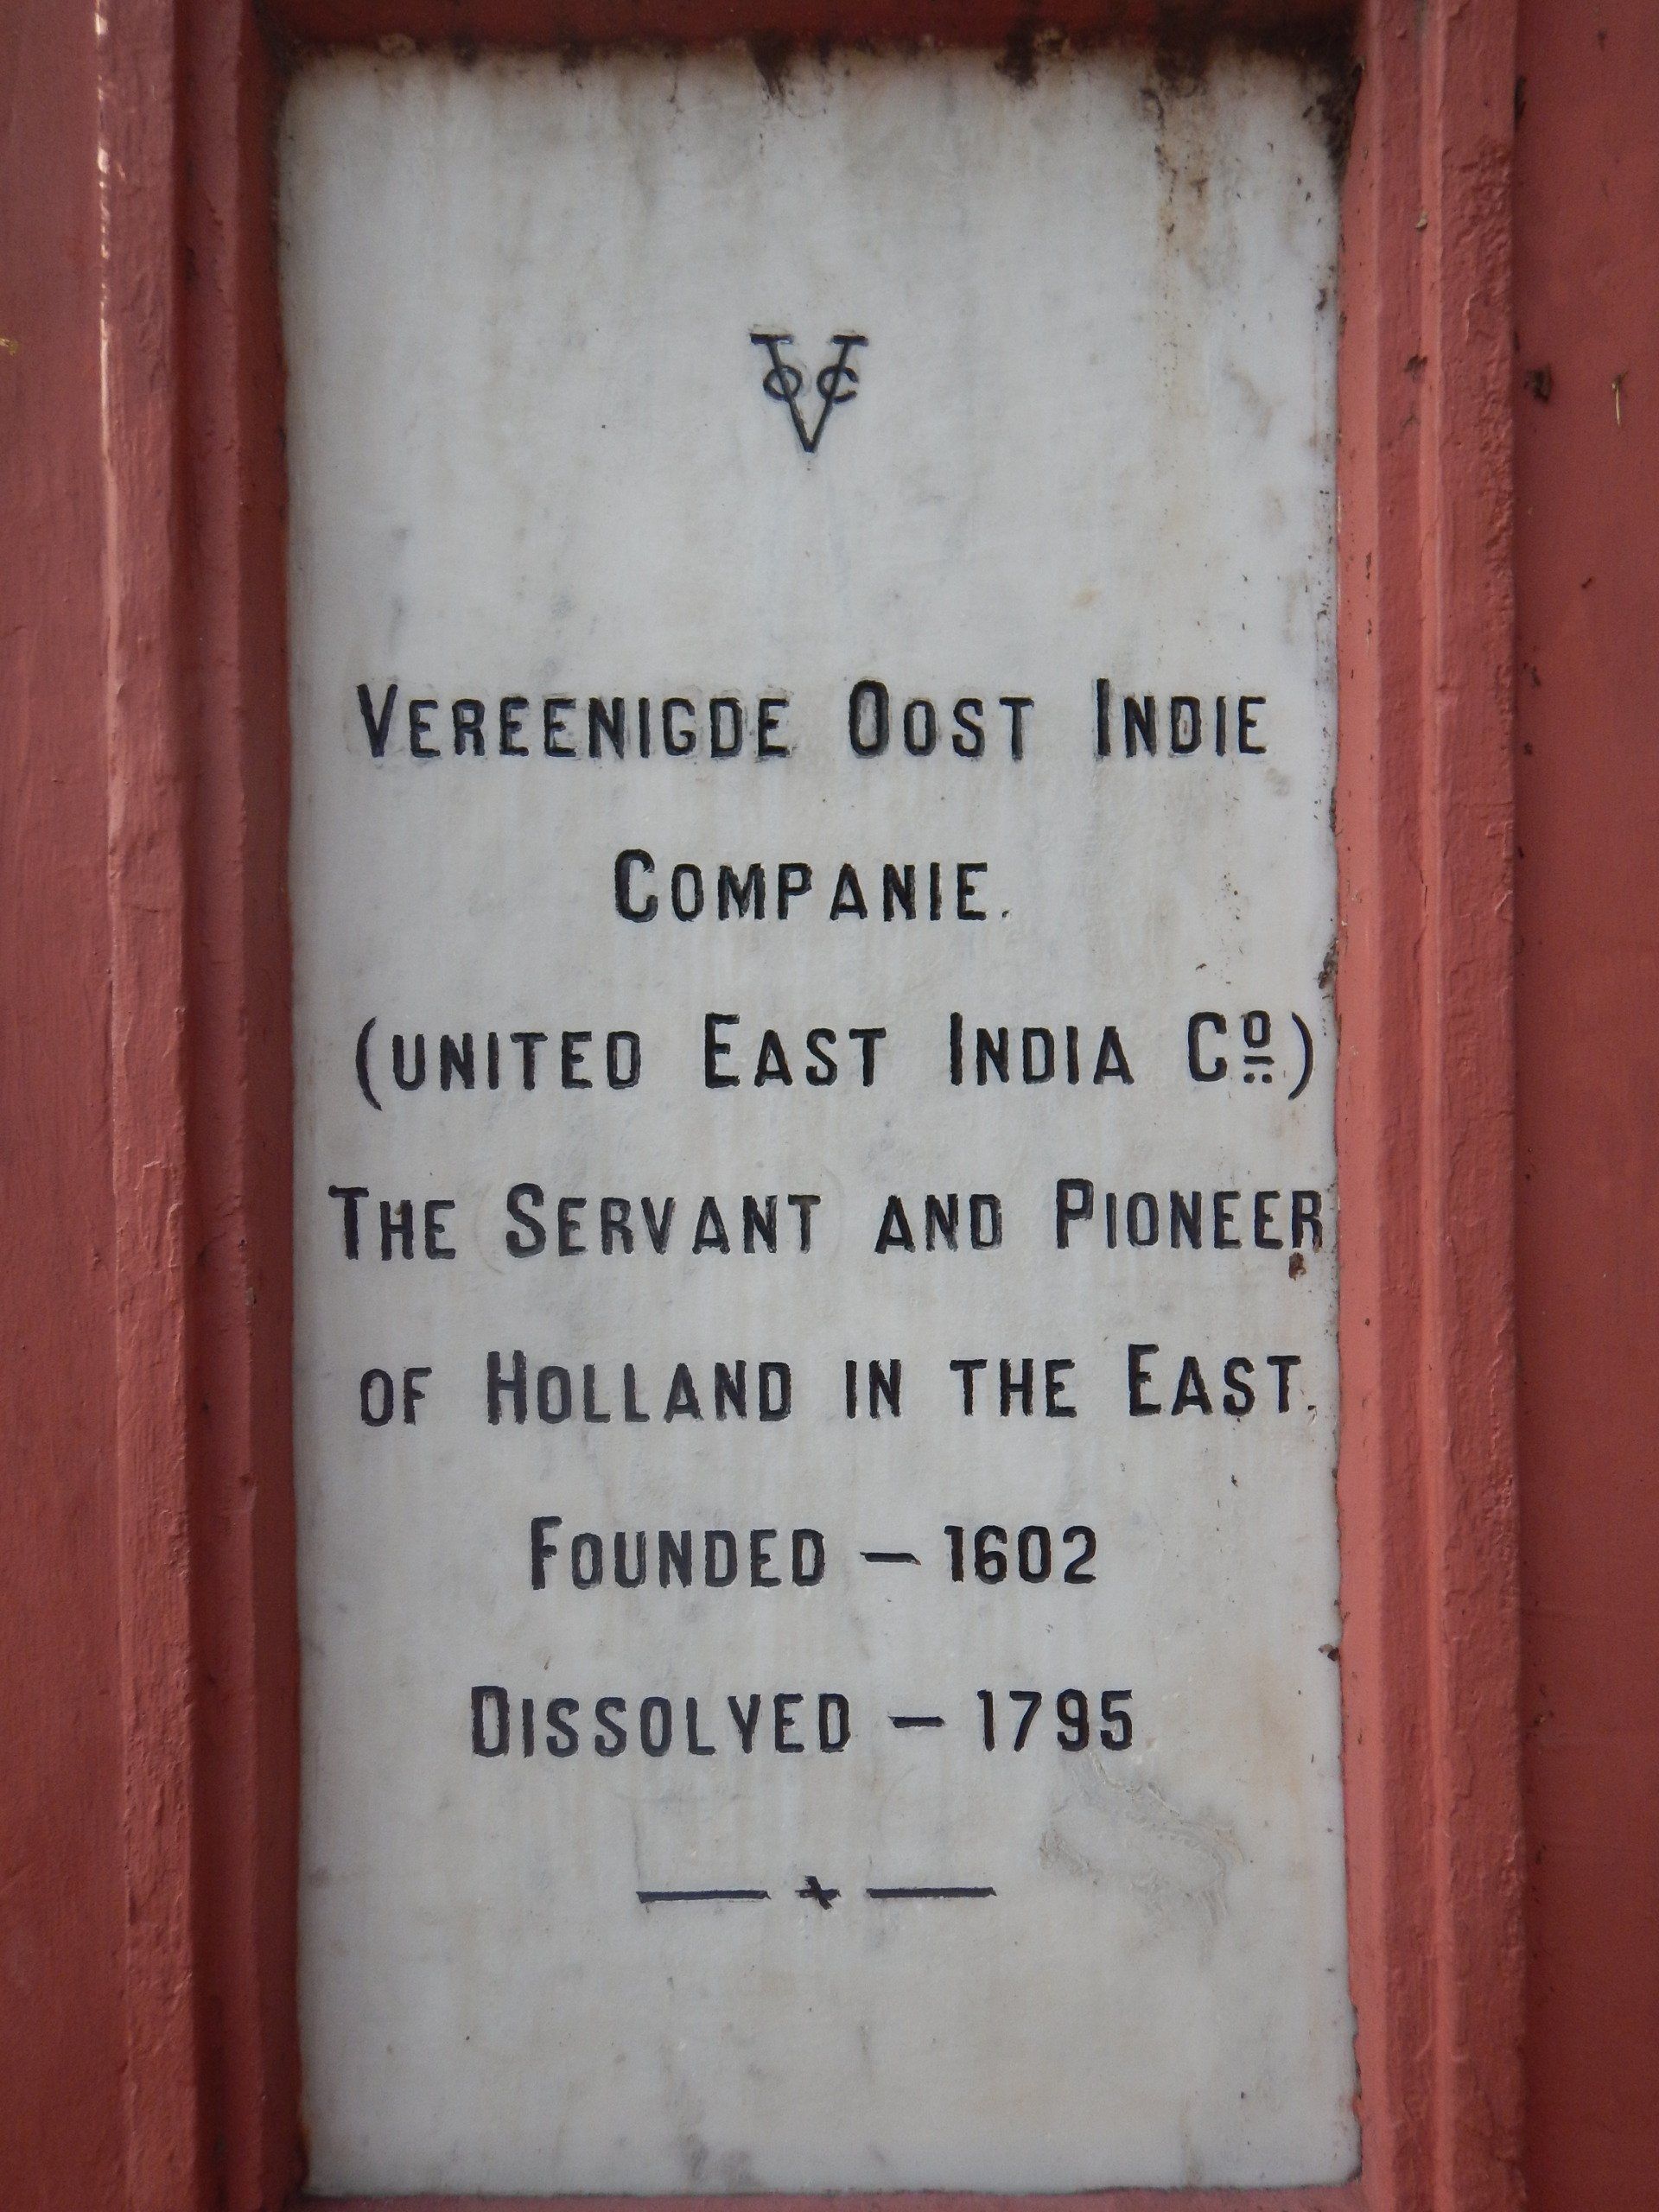 VOC
VEREENIGDE OOST INDIE
COMPANIE.
(UNITED EAST INDIA Cº)
THE SERVANT AND PIONEER
OF HOLLAND IN THE EAST.
FOUNDED – 1602
DISSOLVED – 1795